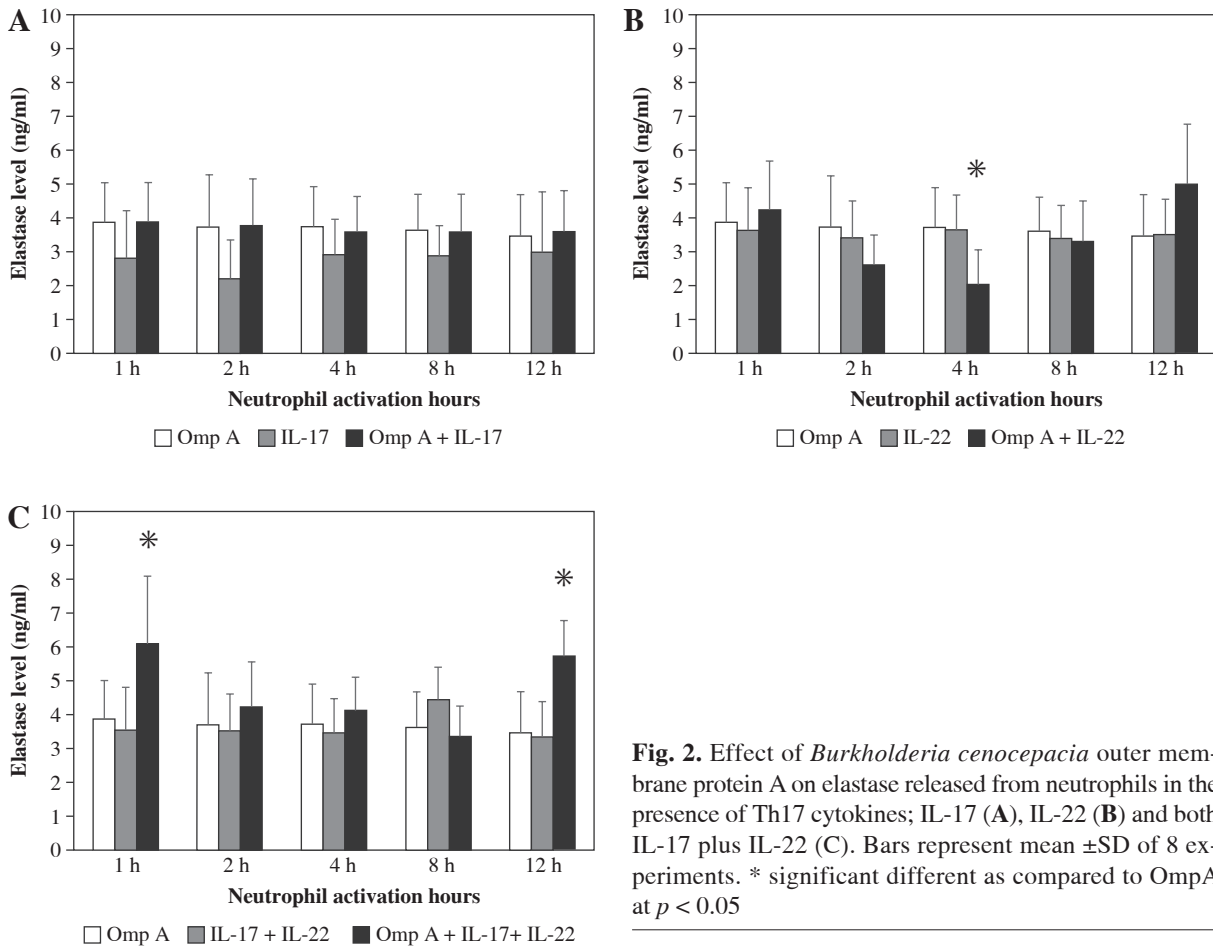 A
Elastase level (ng/ml)
10
9
8
7
6
5
4
3
2
1
0
1 h 2 h 4 h 8 h 12 h
Neutrophil activation hours
Omp A IL-17 Omp A + IL-17
B
Elastase level (ng/ml)
10
9
8
7
6
5
4
3
2
1
0
*
1 h 2 h 4 h 8 h 12 h
Neutrophil activation hours
Omp A IL-22 Omp A + IL-22
C
Elastase level (ng/ml)
10
9
8
7
6
5
4
3
2
1
0
* *
1 h 2 h 4 h 8 h 12 h
Neutrophil activation hours
Omp A IL-17 + IL-22 Omp A + IL-17+ IL-22
Fig. 2. Effect of Burkholderia cenocepacia outer mem-
brane protein A on elastase released from neutrophils in the
presence of Th17 cytokines; IL-17 (A), IL-22 (B) and both
IL-17 plus IL-22 (C). Bars represent mean ±SD of 8 ex-
periments. * significant different as compared to OmpA
at p < 0.05